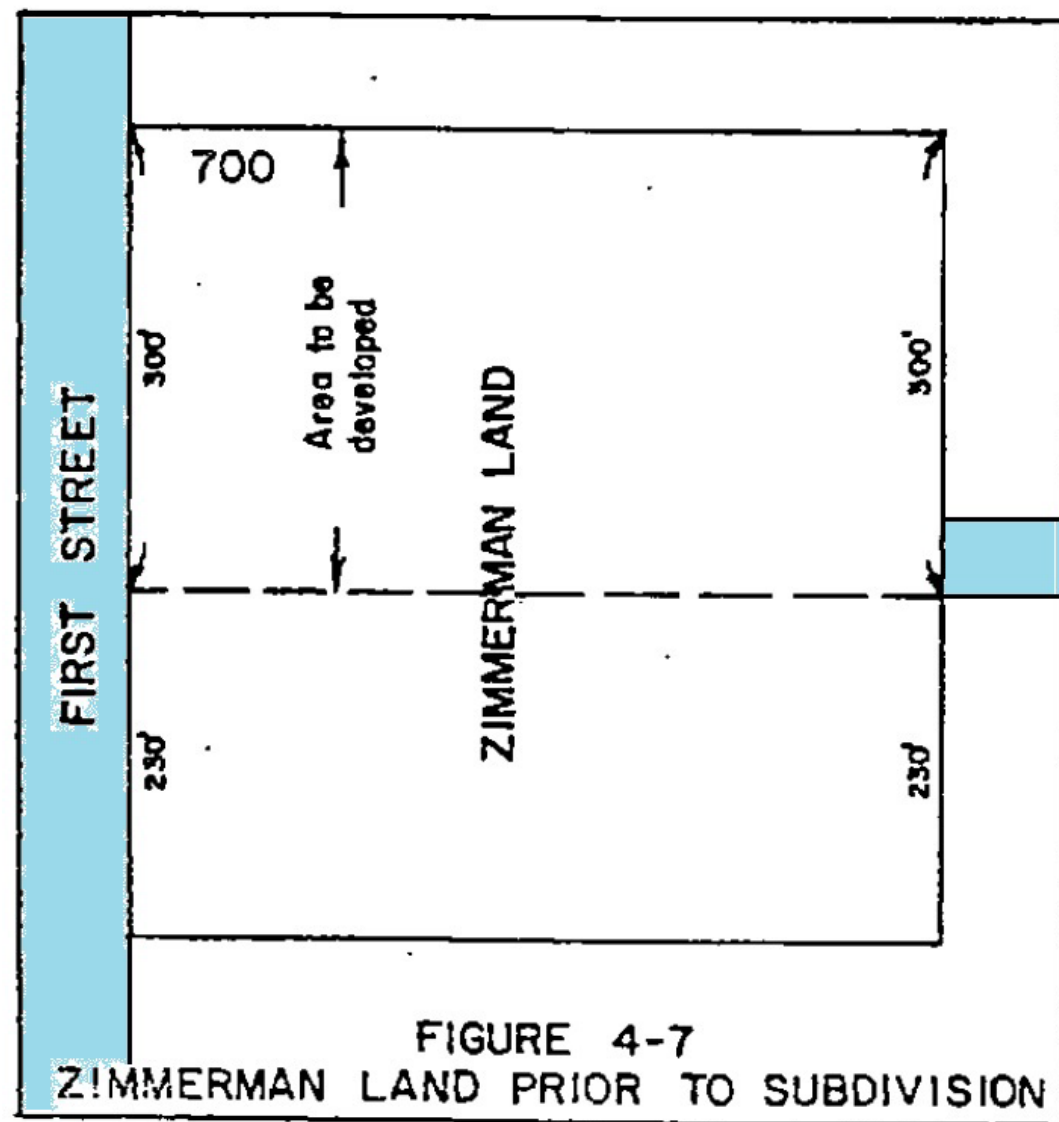 700
300'
Area to be
developed
300'
ZIMMERMAN LAND
FIRST STREET
230'
230'
FIGURE 4-7
ZIMMERMAN LAND PRIOR TO SUBDIVISION